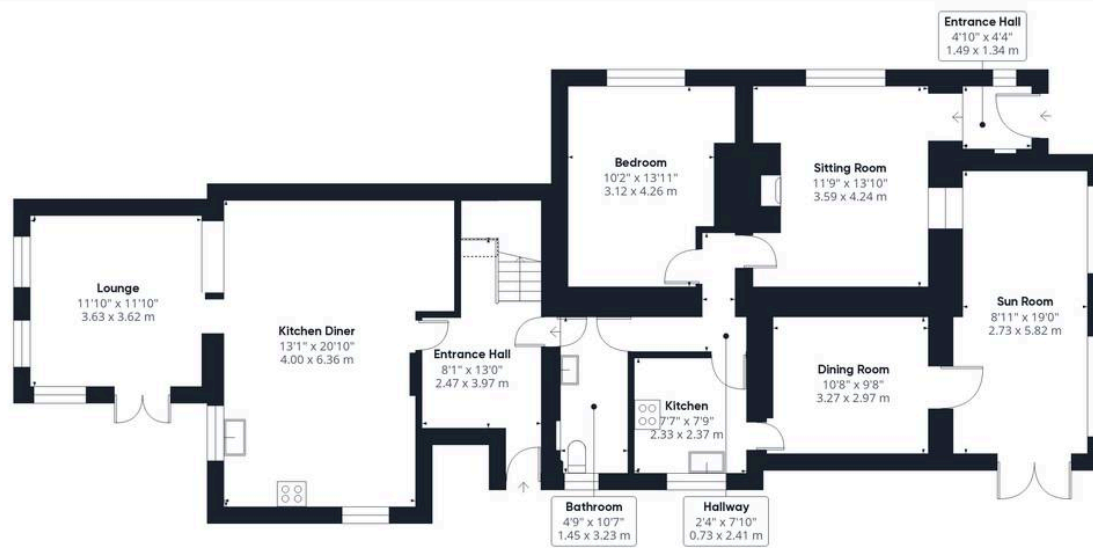 Entrance Hall
4'10" x 4'4"
1.49 x 1.34 m
Bedroom
10'2" x 13'11"
3.12 x 4.26 m
Sitting Room
11'9" x 13'10"
3.59 x 4.24 m
Lounge
11'10" x 11'10"
3.63 x 3.62 m
Kitchen Diner
13'1" x 20'10"
4.00 x 6.36 m
Entrance Hall
8'1" x 13'0"
2.47 x 3.97 m
Sun Room
8'11" x 19'0"
2.73 x 5.82 m
Dining Room
10'8" x 9'8"
3.27 x 2.97 m
Kitchen
7'7" x 7'9"
2.33 x 2.37 m
Bathroom
4'9" x 10'7"
1.45 x 3.23 m
Hallway
2'4" x 7'10"
0.73 x 2.41 m